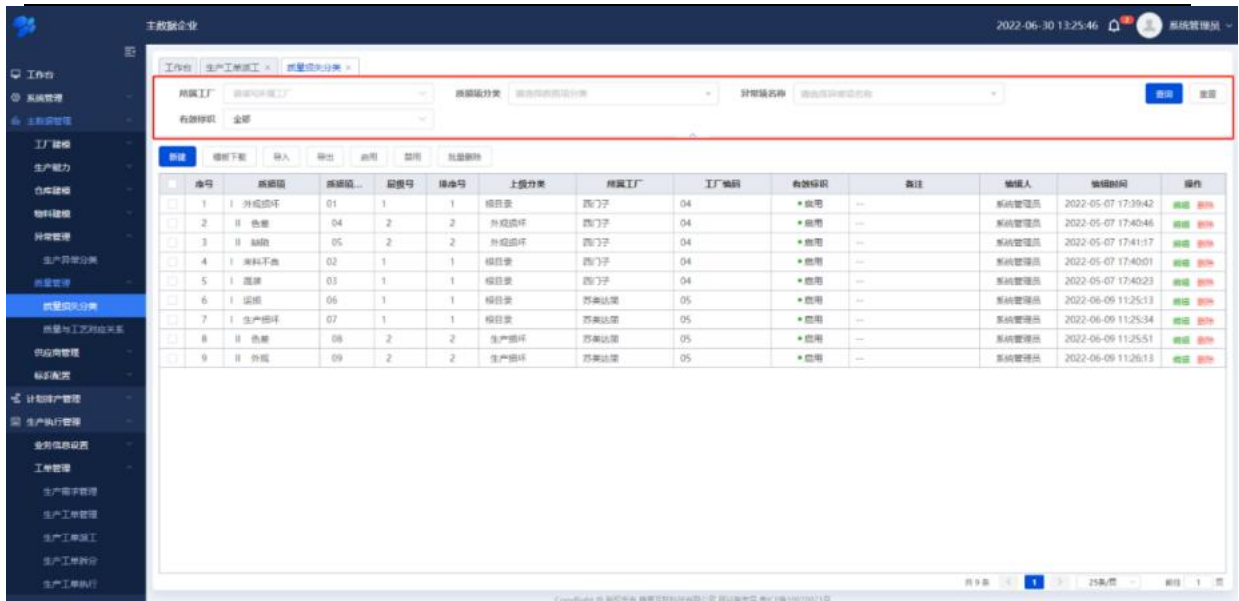 主数据企业
2022-06-30 13:25:46 2 系统管理员
工作台
系统管理
主数据管理
工厂建模
生产能力
仓库建模
物料建模
异常管理
生产异常分类
质量管理
质量损失分类
质量与工艺对应关系
供应商管理
标识配置
计划排产管理
生产执行管理
业务信息设置
工单管理
生产需求管理
生产工单管理
生产工单派工
生产工单拆分
生产工单执行
工作台 生产工单派工 × 质量损失分类 ×
所属工厂 质损项分类 异常项名称 查询 重置
有效标识 全部
新建 模板下载 导入 导出 启用 禁用 批量删除
序号 质损项 质损项... 层级号 排序号 上级分类 所属工厂 工厂编码 有效标识 备注 编辑人 编辑时间 操作
1 I 外观损坏 01 1 1 根目录 西门子 04 启用 -- 系统管理员 2022-05-07 17:39:42 编辑 删除
2 II 色差 04 2 2 外观损坏 西门子 04 启用 -- 系统管理员 2022-05-07 17:40:46 编辑 删除
3 II 缺陷 05 2 2 外观损坏 西门子 04 启用 -- 系统管理员 2022-05-07 17:41:17 编辑 删除
4 I 来料不良 02 1 1 根目录 西门子 04 启用 -- 系统管理员 2022-05-07 17:40:01 编辑 删除
5 I 混淆 03 1 1 根目录 西门子 04 启用 -- 系统管理员 2022-05-07 17:40:23 编辑 删除
6 I 运损 06 1 1 根目录 苏美达 05 启用 -- 系统管理员 2022-06-09 11:25:13 编辑 删除
7 I 生产损坏 07 1 1 根目录 苏美达 05 启用 -- 系统管理员 2022-06-09 11:25:34 编辑 删除
8 II 色差 08 2 2 生产损坏 苏美达 05 启用 -- 系统管理员 2022-06-09 11:25:51 编辑 删除
9 II 外观 09 2 2 生产损坏 苏美达 05 启用 -- 系统管理员 2022-06-09 11:26:13 编辑 删除
共 9 条 1 25条/页 前往 1 页